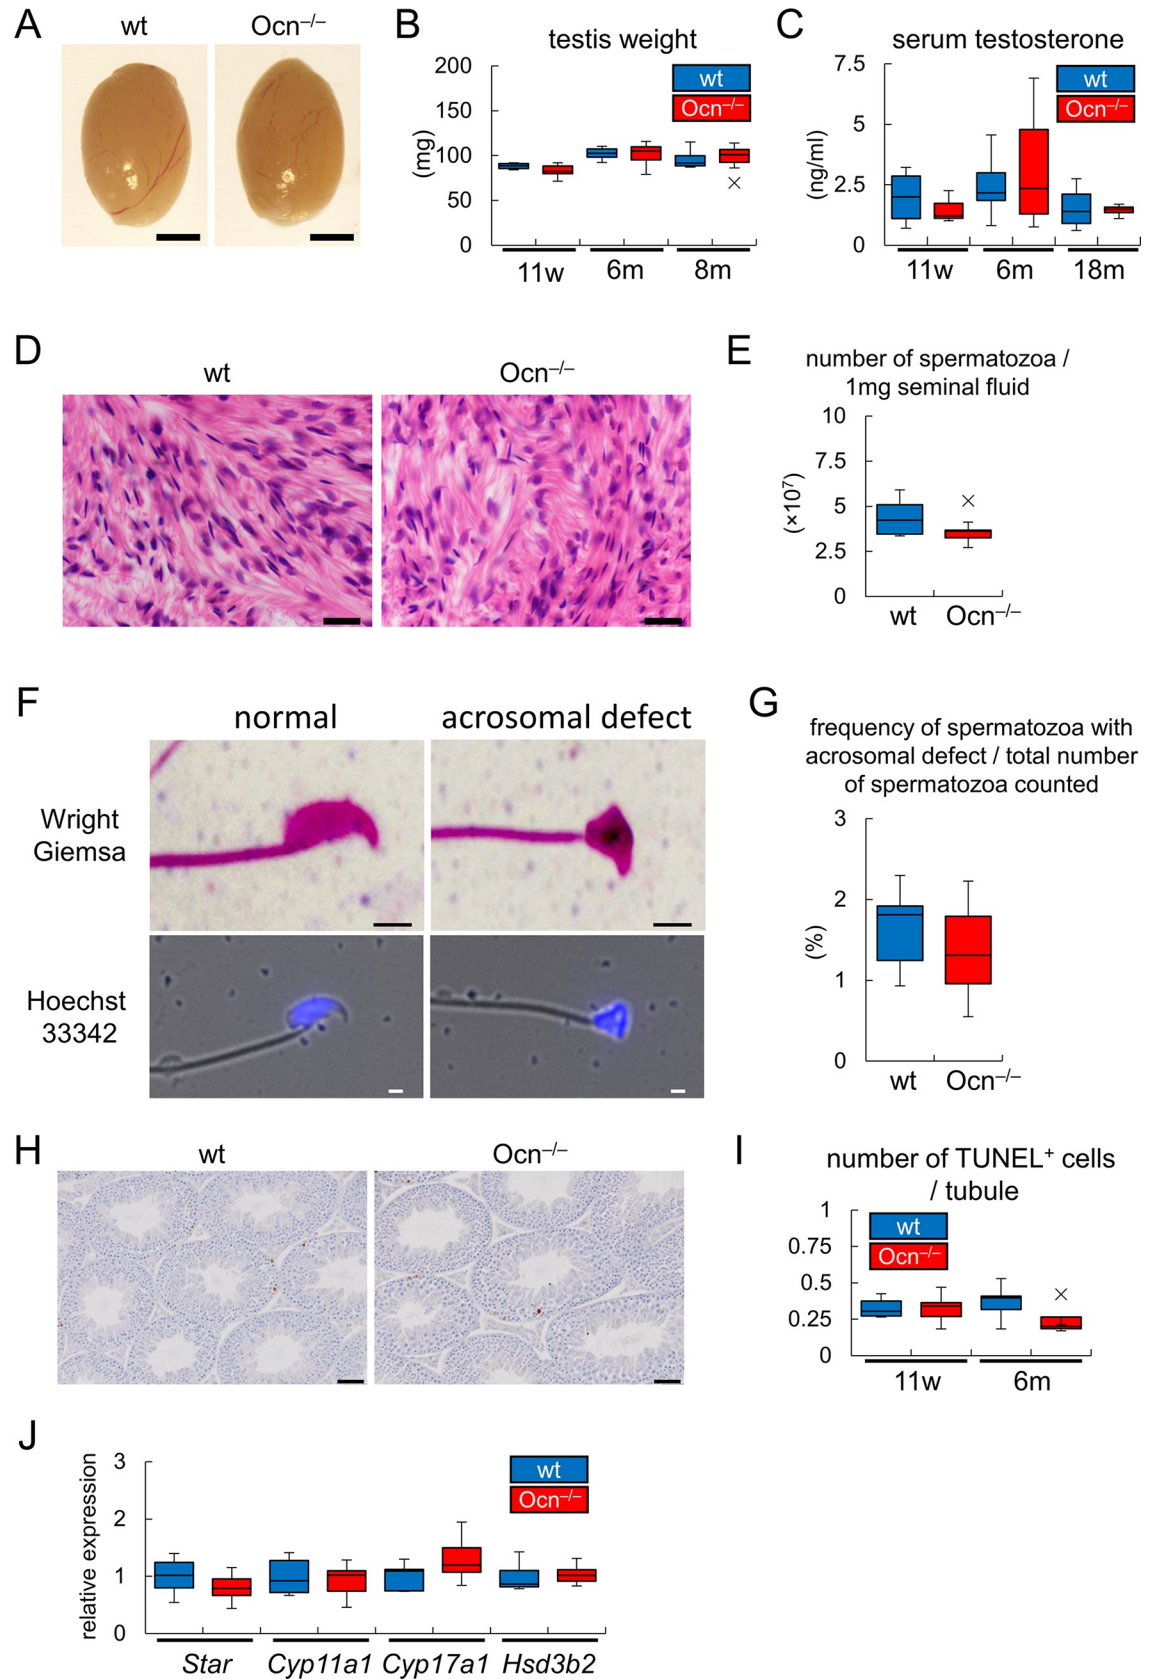 A
wt
Ocn–/–
B
testis weight
200
150
100
50
0
(mg)
wt
Ocn–/–
11w
6m
8m
C
serum testosterone
7.5
5
2.5
0
(ng/ml)
wt
Ocn–/–
11w
6m
18m
D
wt
Ocn–/–
E
number of spermatozoa /
1mg seminal fluid
10
7.5
5
2.5
0
(×10⁷)
wt
Ocn–/–
F
normal
acrosomal defect
Wright
Giemsa
Hoechst
33342
G
frequency of spermatozoa with
acrosomal defect / total number
of spermatozoa counted
3
2
1
0
(%)
wt
Ocn–/–
H
wt
Ocn–/–
I
number of TUNEL⁺ cells
/ tubule
1
0.75
0.5
0.25
0
wt
Ocn–/–
11w
6m
J
relative expression
3
2
1
0
wt
Ocn–/–
Star
Cyp11a1
Cyp17a1
Hsd3b2